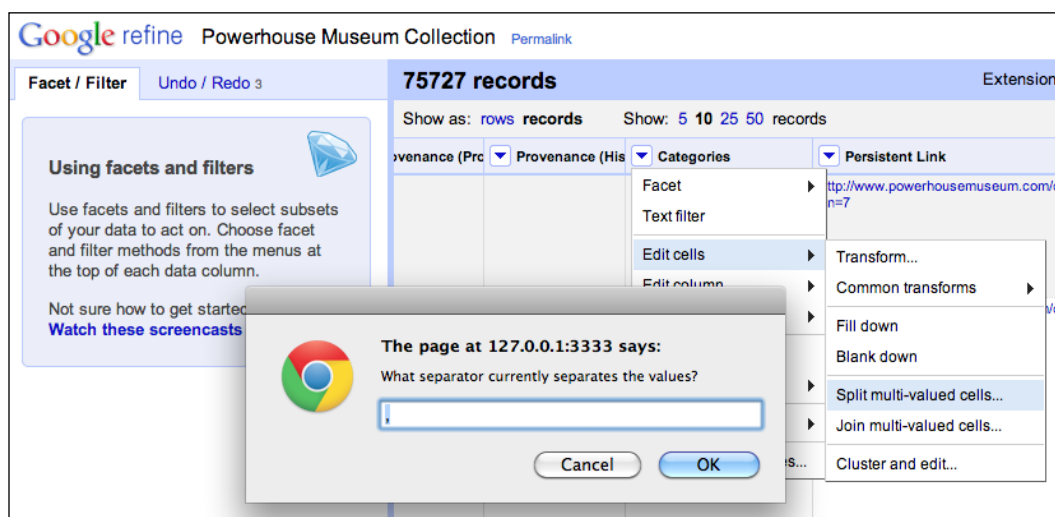 Google refine Powerhouse Museum Collection Permalink
Facet / Filter Undo / Redo 3
75727 records Extension
Show as: rows records Show: 5 10 25 50 records
Provenance (His Categories Persistent Link
Using facets and filters
Use facets and filters to select subsets
of your data to act on. Choose facet
and filter methods from the menus at
the top of each data column.
Not sure how to get started
Watch these screencasts
Facet
Text filter
Edit cells
Edit column
ttp://www.powerhousemuseum.com/
n=7
Transform...
Common transforms
Fill down
Blank down
Split multi-valued cells...
Join multi-valued cells...
Cluster and edit...
The page at 127.0.0.1:3333 says:
What separator currently separates the values?
,
Cancel OK